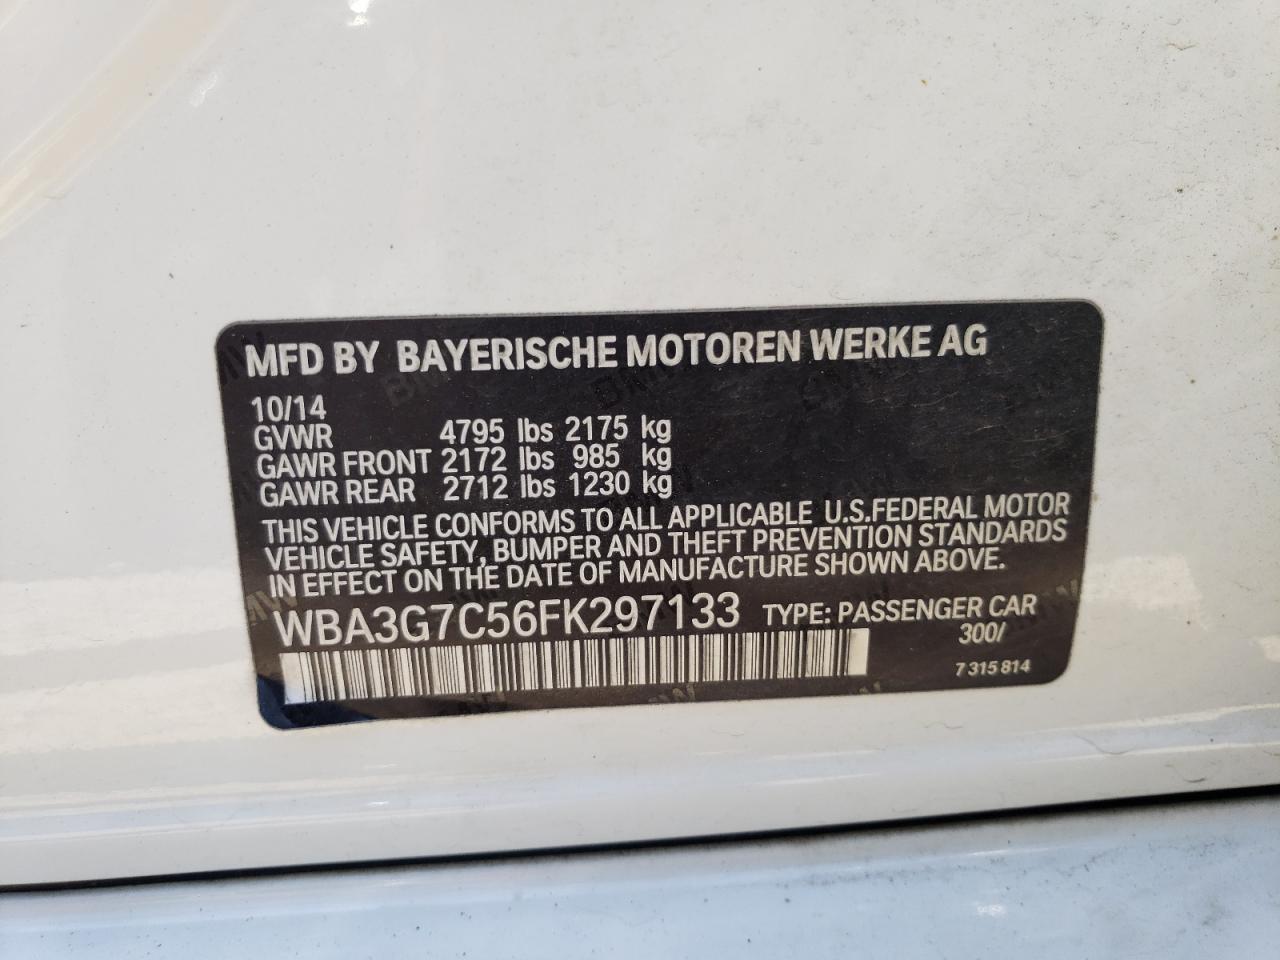 MFD BY BAYERISCHE MOTOREN WERKE AG
10/14
GVWR 4795 lbs 2175 kg
GAWR FRONT 2172 lbs 985 kg
GAWR REAR 2712 lbs 1230 kg
THIS VEHICLE CONFORMS TO ALL APPLICABLE U.S.FEDERAL MOTOR
VEHICLE SAFETY, BUMPER AND THEFT PREVENTION STANDARDS
IN EFFECT ON THE DATE OF MANUFACTURE SHOWN ABOVE.
WBA3G7C56FK297133 TYPE: PASSENGER CAR
300/
7 315 814